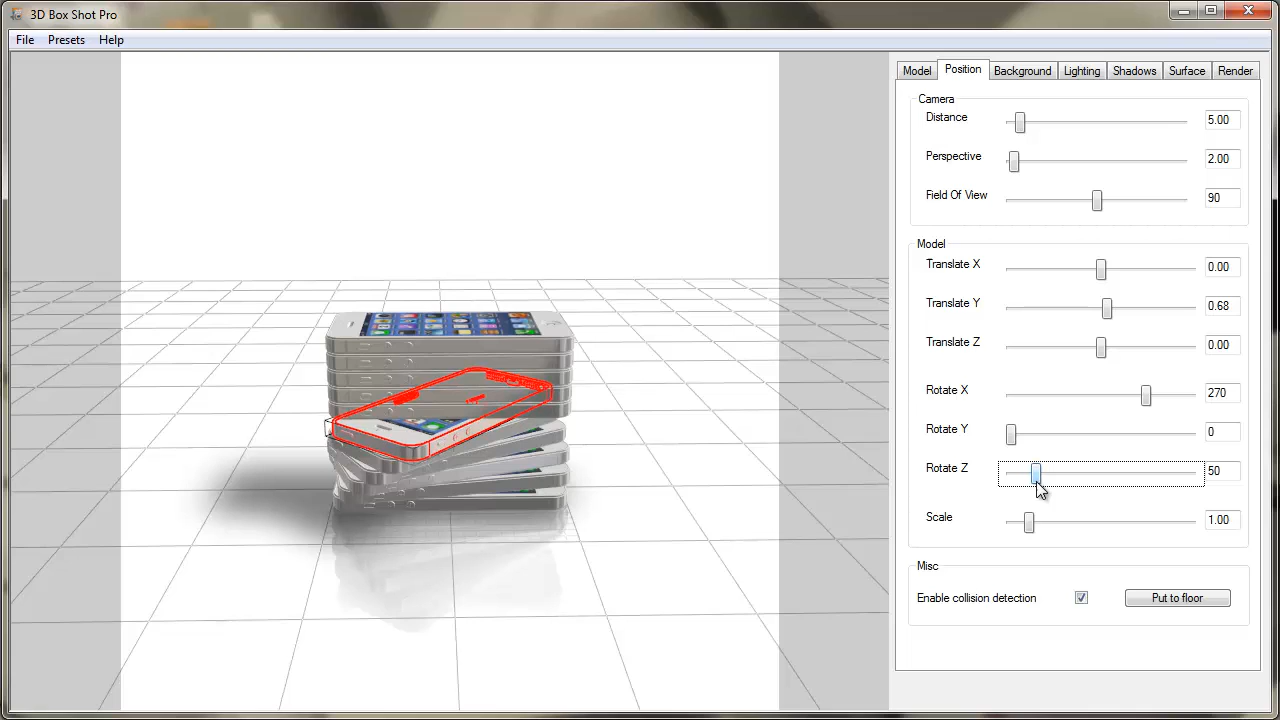 3D Box Shot Pro
File Presets Help
Model Position Background Lighting Shadows Surface Render
Camera
Distance 5.00
Perspective 2.00
Field Of View 90
Model
Translate X 0.00
Translate Y 0.68
Translate Z 0.00
Rotate X 270
Rotate Y 0
Rotate Z 50
Scale 1.00
Misc
Enable collision detection Put to floor